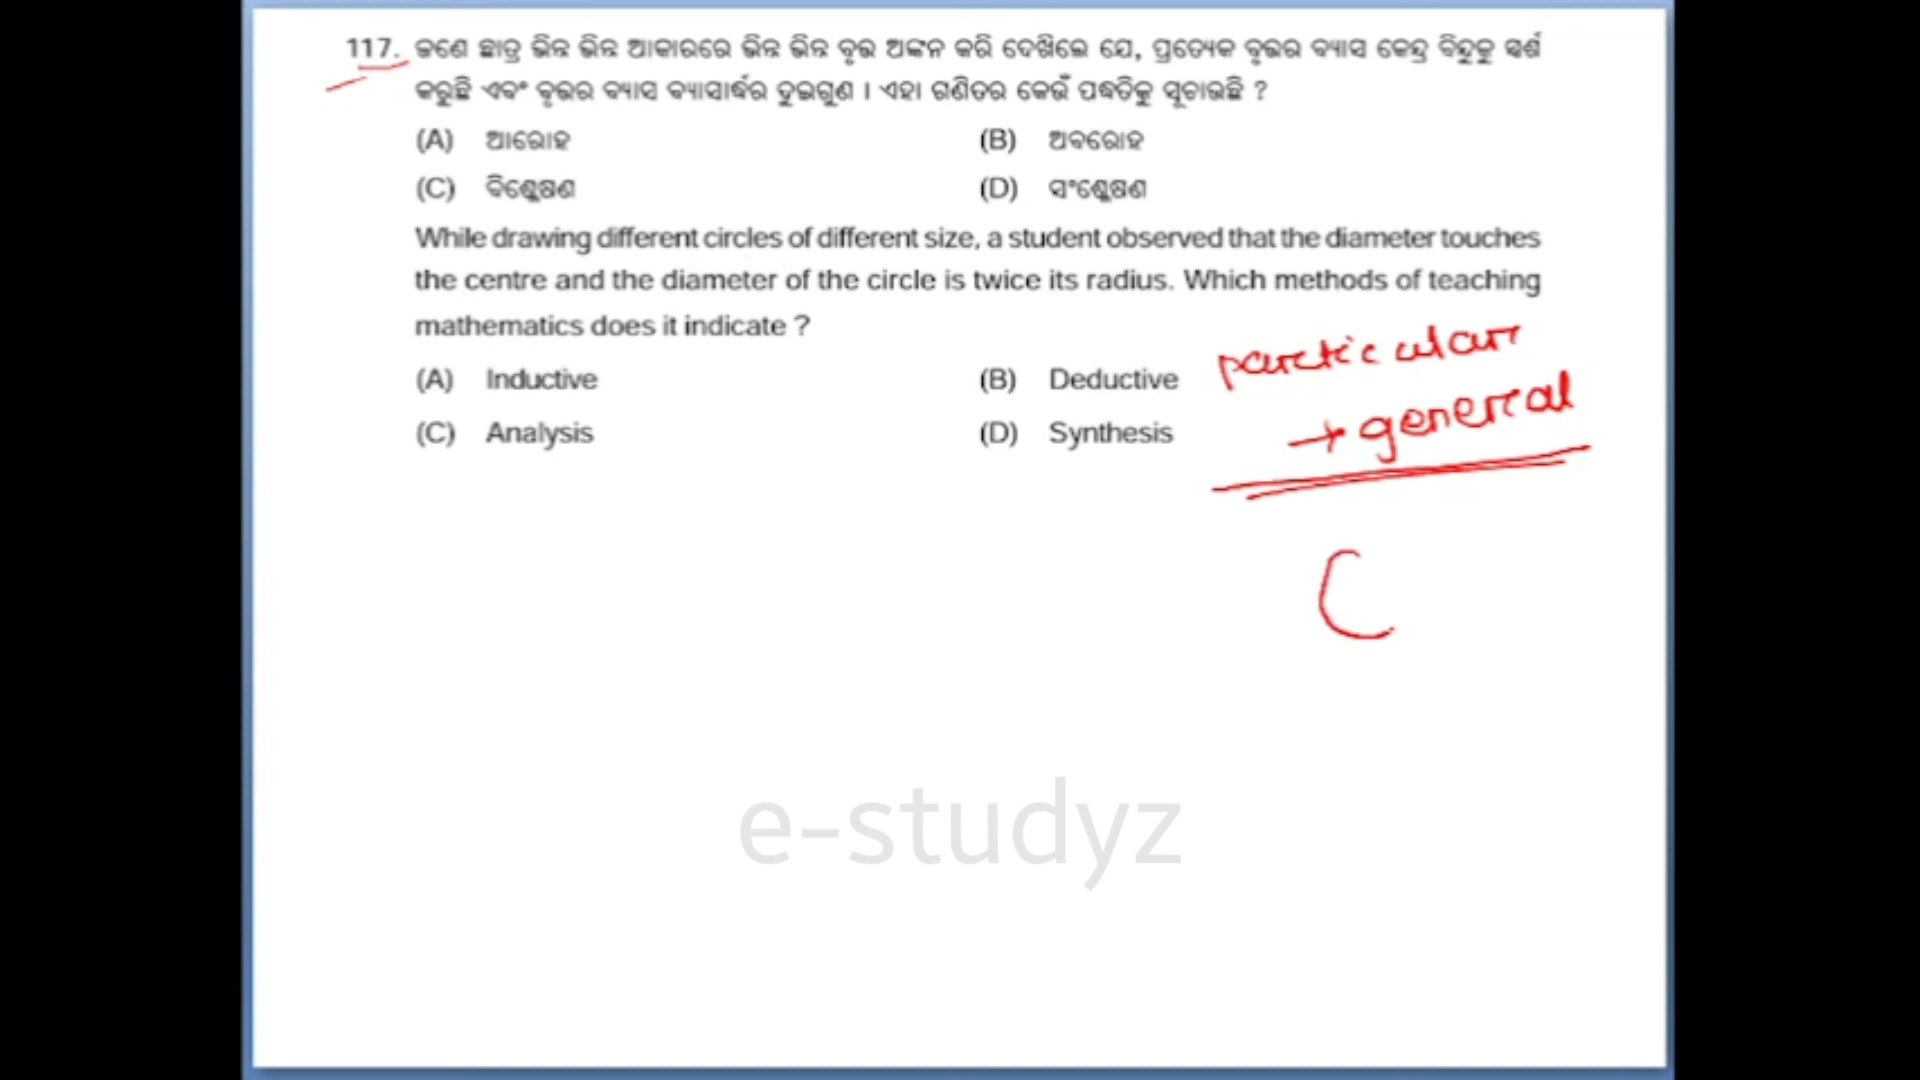 117. ଜଣେ ଛାତ୍ର ଭିନ୍ନ ଭିନ୍ନ ଆକାରରେ ଭିନ୍ନ ଭିନ୍ନ ବୃତ୍ତ ଅଙ୍କନ କରି ଦେଖିଲେ ଯେ, ପ୍ରତ୍ୟେକ ବୃତ୍ତର ବ୍ୟାସ କେନ୍ଦ୍ର ବିନ୍ଦୁକୁ ସ୍ପର୍ଶ
କରୁଛି ଏବଂ ବୃତ୍ତର ବ୍ୟାସ ବ୍ୟାସାର୍ଦ୍ଧର ଦୁଇଗୁଣ । ଏହା ଗଣିତର କେଉଁ ପଦ୍ଧତିକୁ ସୂଚାଉଛି ?
(A) ଆରୋହ (B) ଅବରୋହ
(C) ବିଶ୍ଳେଷଣ (D) ସଂଶ୍ଳେଷଣ
While drawing different circles of different size, a student observed that the diameter touches
the centre and the diameter of the circle is twice its radius. Which methods of teaching
mathematics does it indicate ?
(A) Inductive (B) Deductive
(C) Analysis (D) Synthesis
particular
→ general
e-studyz